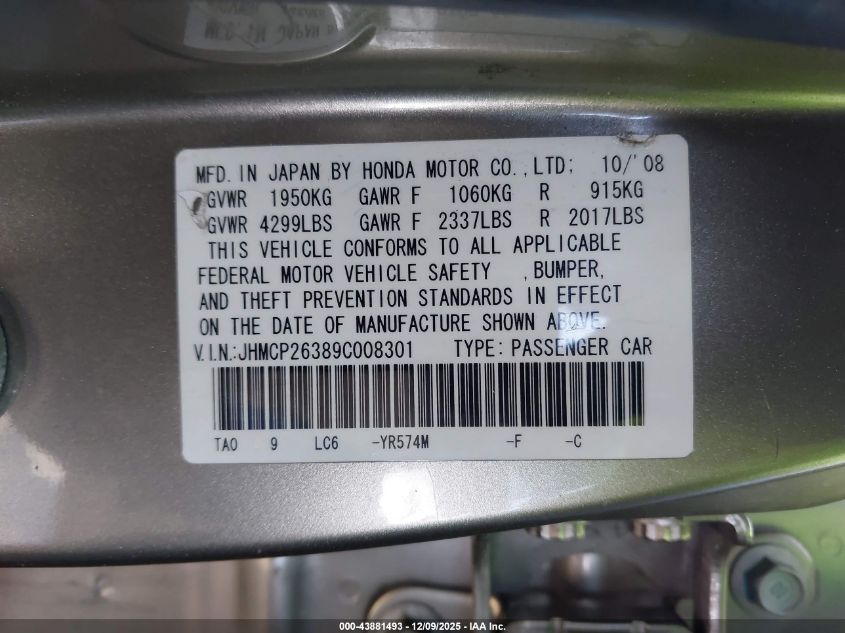 MFD. IN JAPAN BY HONDA MOTOR CO.,LTD; 10/'08
GVWR 1950KG GAWR F 1060KG R 915KG
GVWR 4299LBS GAWR F 2337LBS R 2017LBS
THIS VEHICLE CONFORMS TO ALL APPLICABLE
FEDERAL MOTOR VEHICLE SAFETY ,BUMPER,
AND THEFT PREVENTION STANDARDS IN EFFECT
ON THE DATE OF MANUFACTURE SHOWN ABOVE.
V.I.N.:JHMCP26389C008301 TYPE: PASSENGER CAR
TA0 9 LC6 -YR574M -F -C
000-43881493 - 12/09/2025 - IAA Inc.